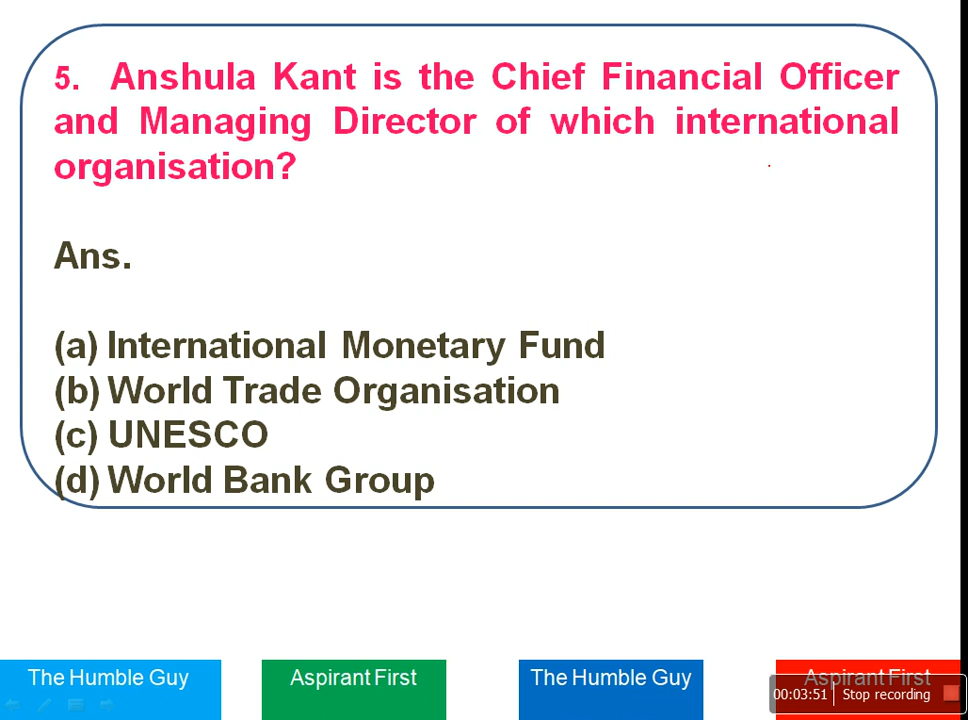 5. Anshula Kant is the Chief Financial Officer
and Managing Director of which international
organisation?
Ans.
(a) International Monetary Fund
(b) World Trade Organisation
(c) UNESCO
(d) World Bank Group
The Humble Guy
Aspirant First
The Humble Guy
Aspirant First
00:03:51 Stop recording